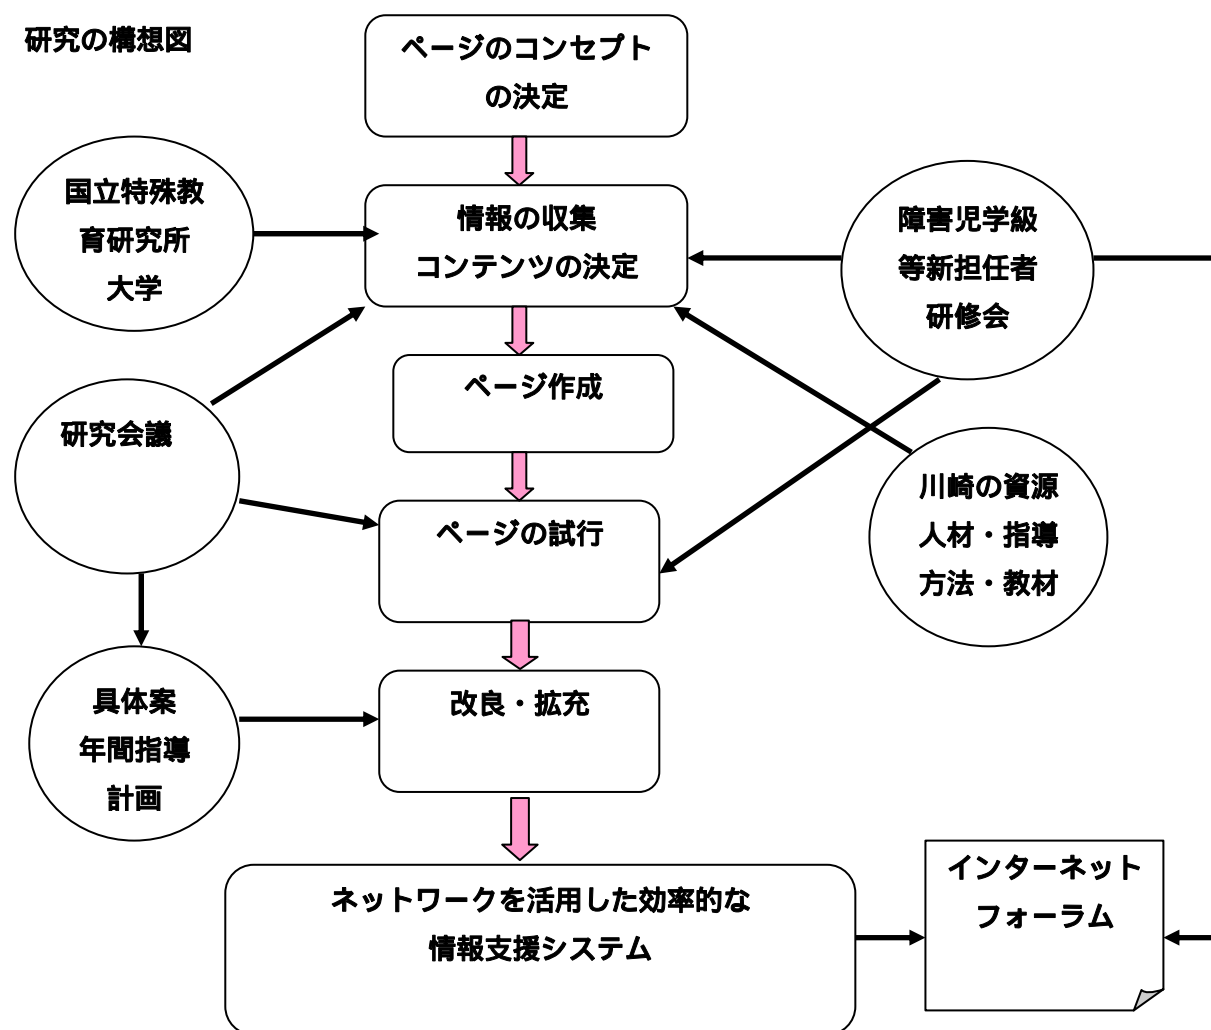 研究の構想図
ページのコンセプト
の決定
国立特殊教
育研究所
大学
情報の収集
コンテンツの決定
障害児学級
等新担任者
研修会
ページ作成
研究会議
川崎の資源
人材・指導
方法・教材
ページの試行
具体案
年間指導
計画
改良・拡充
ネットワークを活用した効率的な
情報支援システム
インターネット
フォーラム